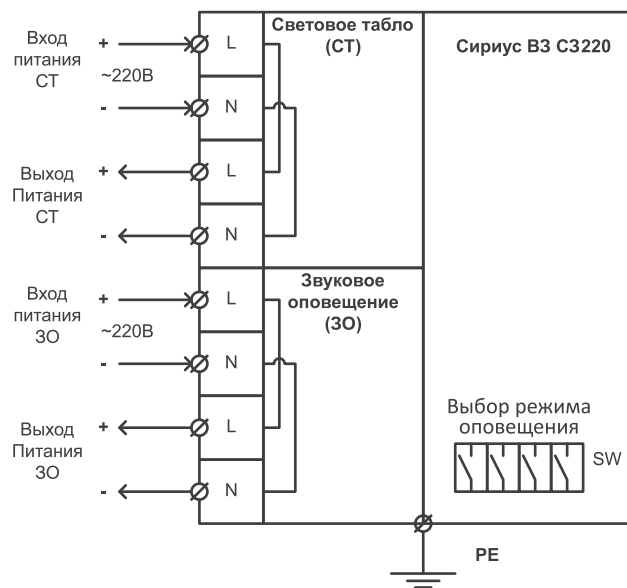 Световое табло
(СТ)
Сириус ВЗ СЗ220
Вход
питания
СТ
+
~220В
-
L
N
Выход
Питания
СТ
+
-
L
N
Звуковое
оповещение
(ЗО)
Вход
питания
ЗО
+
~220В
-
L
N
Выход
Питания
ЗО
+
-
L
N
Выбор режима
оповещения
SW
PE